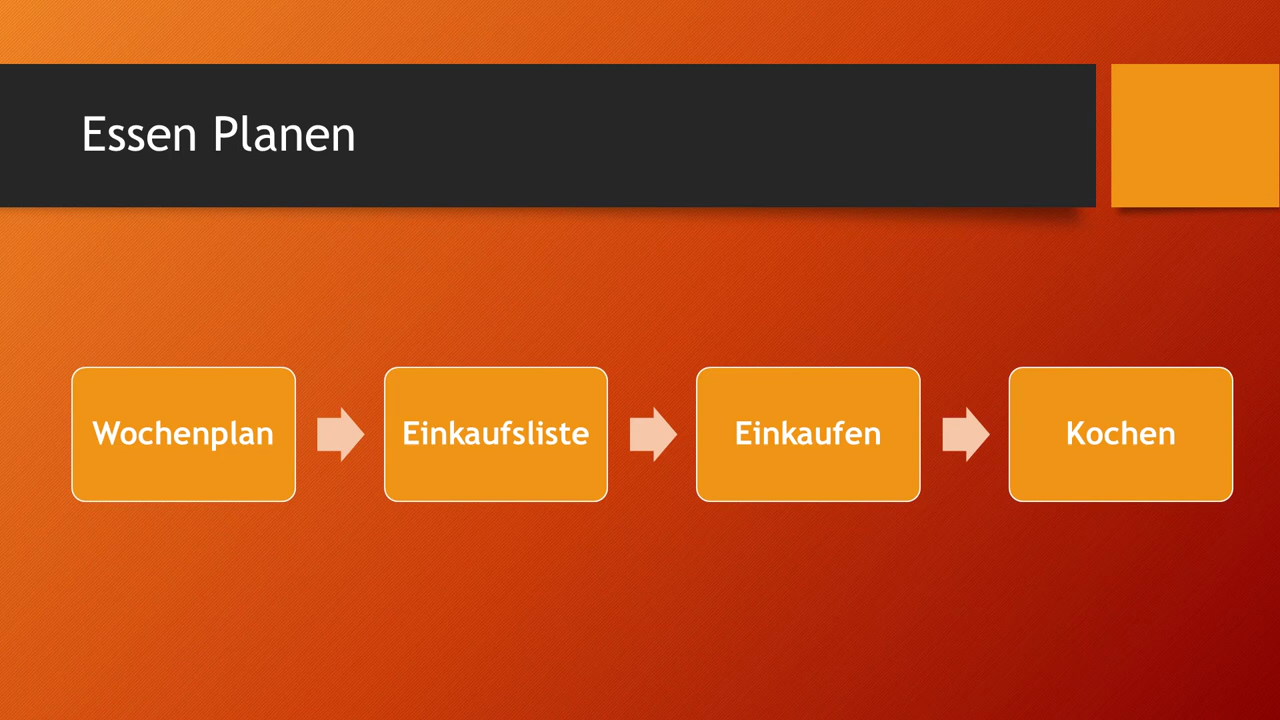 Essen Planen
Wochenplan
Einkaufsliste
Einkaufen
Kochen